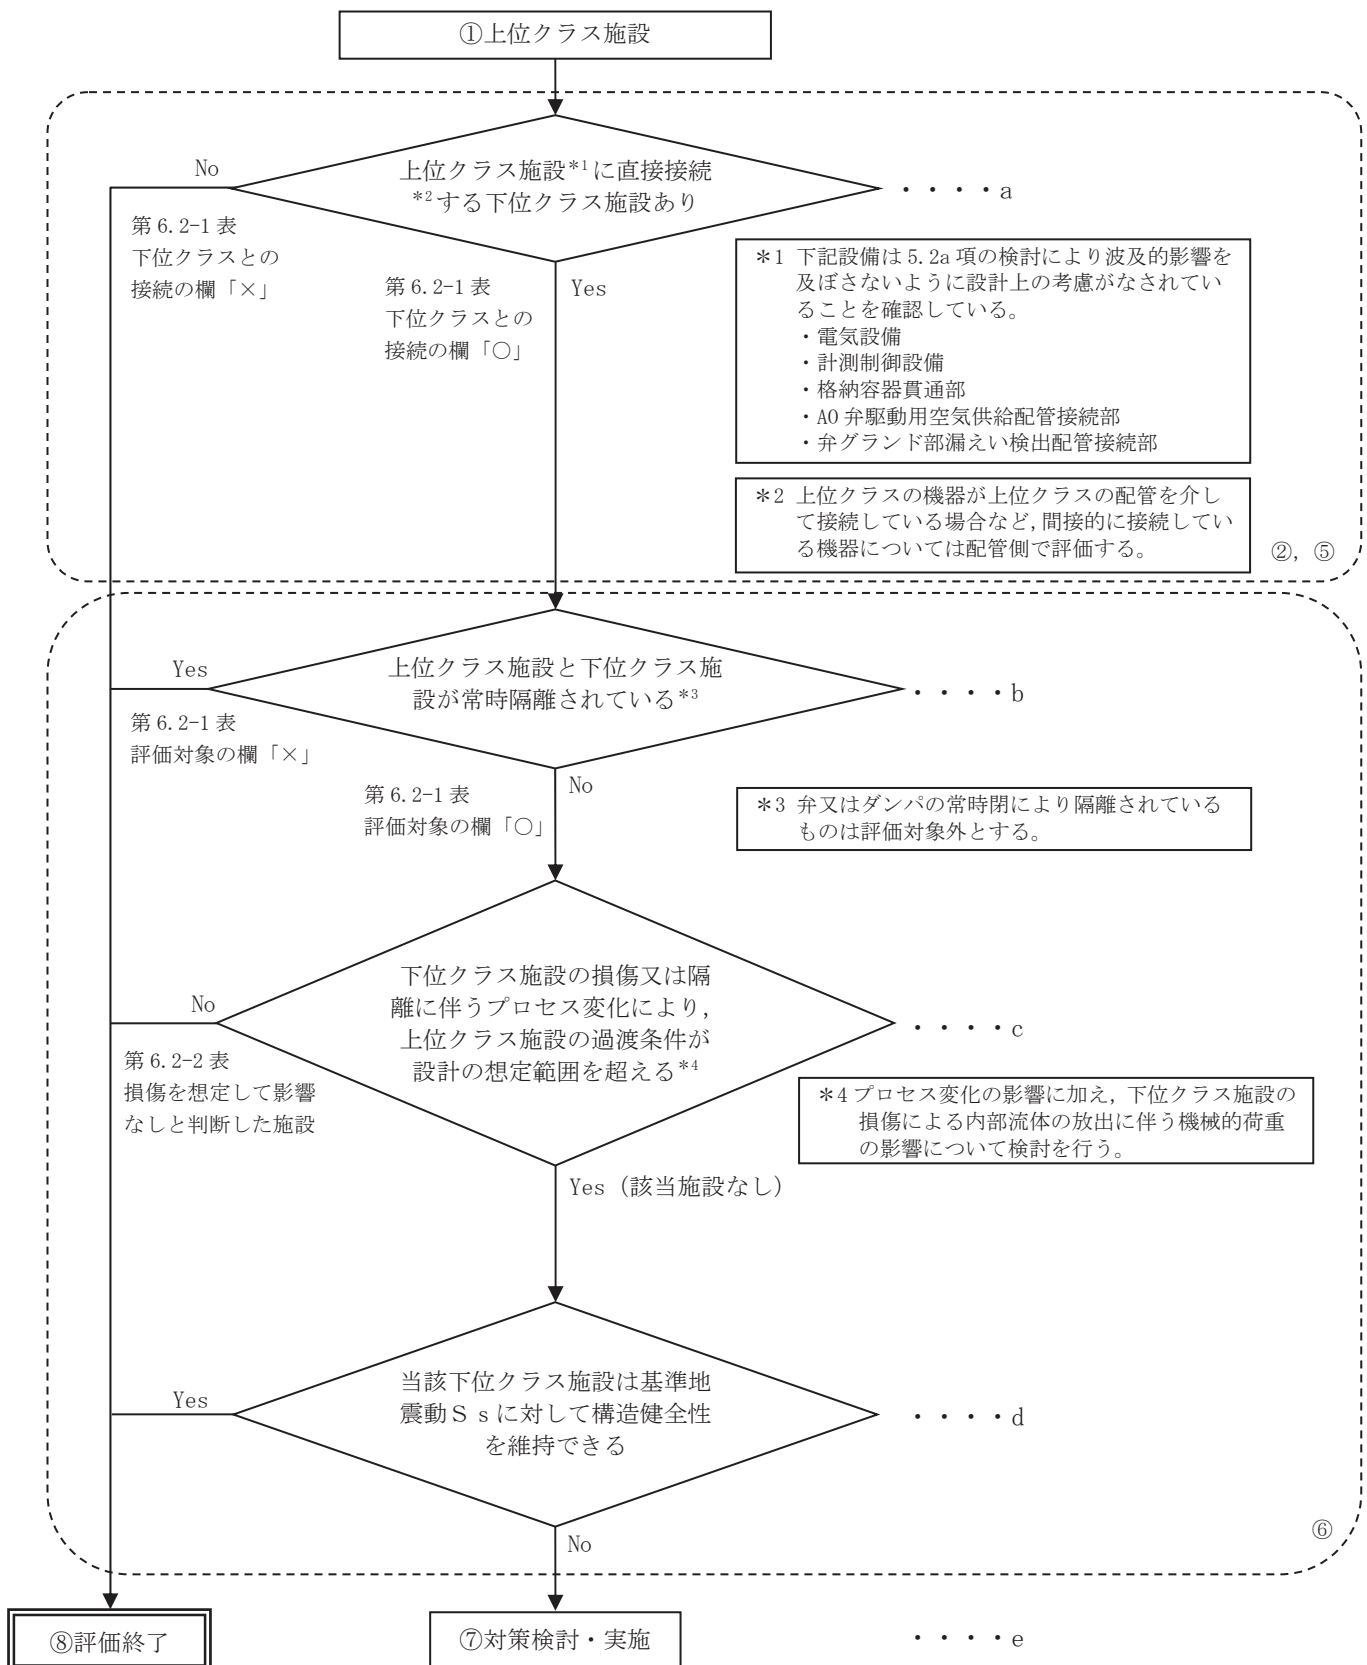 ①上位クラス施設
上位クラス施設*1に直接接続
*2する下位クラス施設あり
No
・・・・a
第 6.2-1 表
下位クラスとの
接続の欄「×」
第 6.2-1 表
下位クラスとの
接続の欄「○」
Yes
*1 下記設備は 5.2a 項の検討により波及的影響を
及ぼさないように設計上の考慮がなされてい
ることを確認している。
・電気設備
・計測制御設備
・格納容器貫通部
・AO 弁駆動用空気供給配管接続部
・弁グランド部漏えい検出配管接続部
*2 上位クラスの機器が上位クラスの配管を介し
て接続している場合など,間接的に接続してい
る機器については配管側で評価する。
②, ⑤
上位クラス施設と下位クラス施
設が常時隔離されている*3
Yes
・・・・b
第 6.2-1 表
評価対象の欄「×」
No
第 6.2-1 表
評価対象の欄「○」
*3 弁又はダンパの常時閉により隔離されている
ものは評価対象外とする。
下位クラス施設の損傷又は隔
離に伴うプロセス変化により,
上位クラス施設の過渡条件が
設計の想定範囲を超える*4
No
・・・・c
第 6.2-2 表
損傷を想定して影響
なしと判断した施設
*4 プロセス変化の影響に加え, 下位クラス施設の
損傷による内部流体の放出に伴う機械的荷重
の影響について検討を行う。
Yes (該当施設なし)
当該下位クラス施設は基準地
震動Ssに対して構造健全性
を維持できる
Yes
・・・・d
No
⑥
⑧評価終了
⑦対策検討・実施
・・・・e